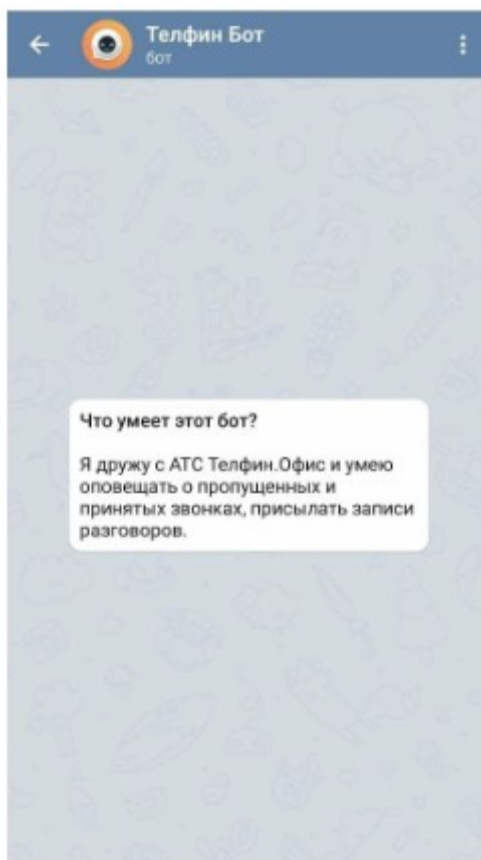 Телфин Бот
бот
Что умеет этот бот?
Я дружу с АТС Телфин.Офис и умею
оповещать о пропущенных и
принятых звонках, присылать записи
разговоров.